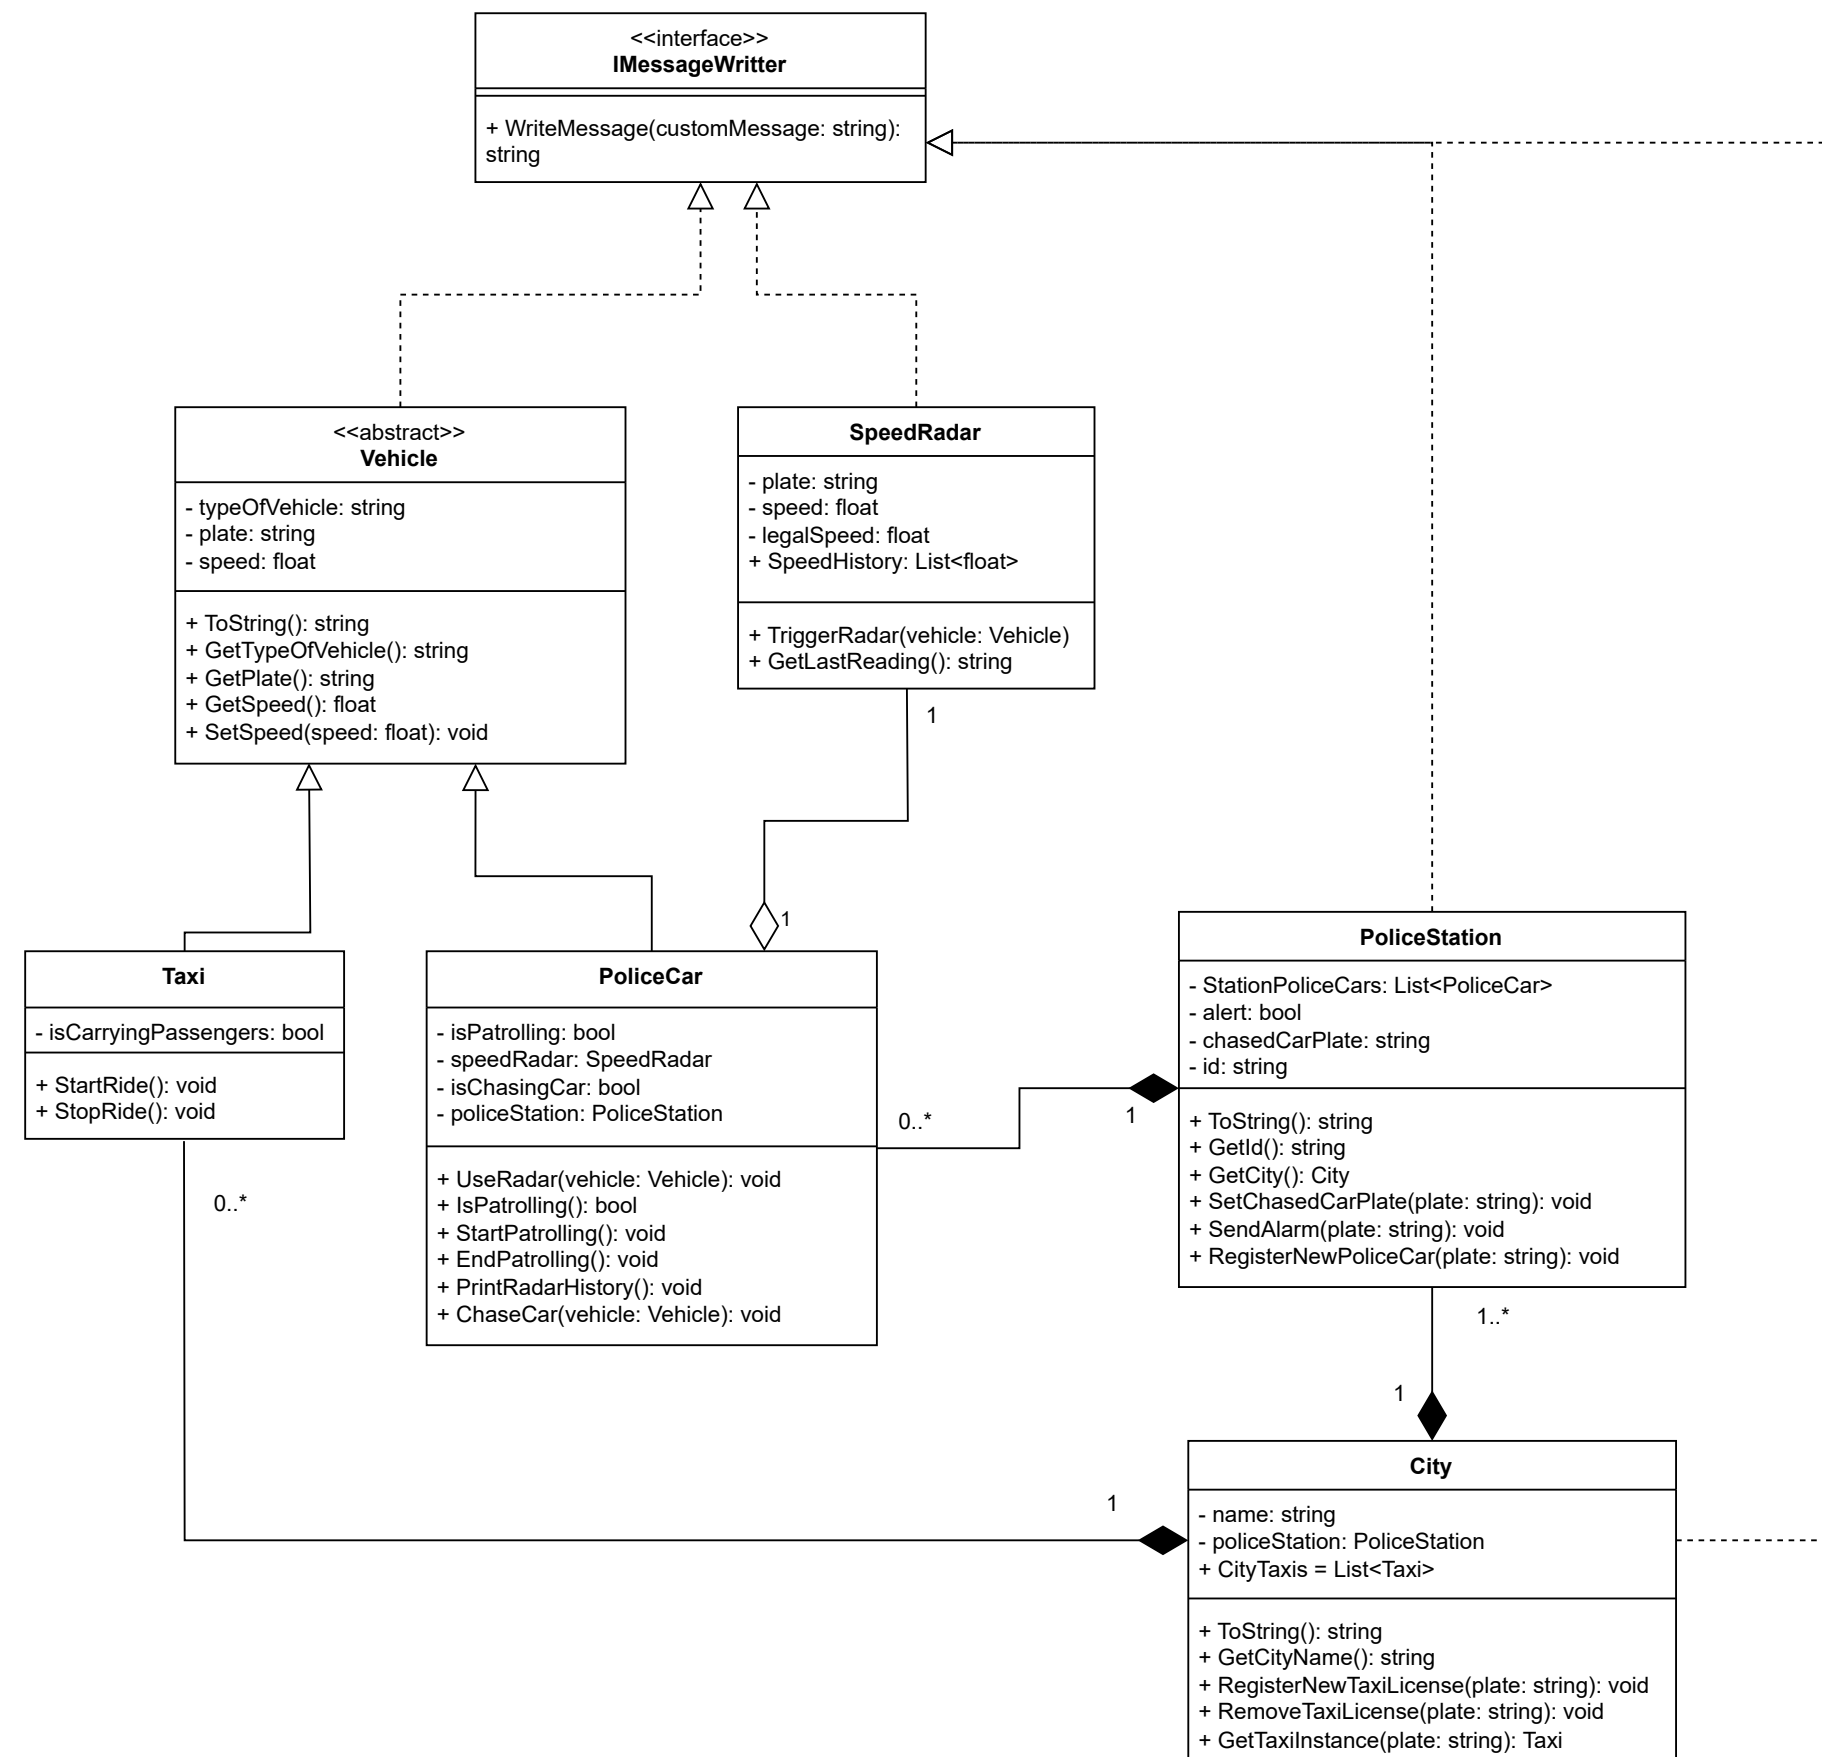 <<interface>>
IMessageWritter
+ WriteMessage(customMessage: string):
string
<<abstract>>
Vehicle
- typeOfVehicle: string
- plate: string
- speed: float
+ ToString(): string
+ GetTypeOfVehicle(): string
+ GetPlate(): string
+ GetSpeed(): float
+ SetSpeed(speed: float): void
SpeedRadar
- plate: string
- speed: float
- legalSpeed: float
+ SpeedHistory: List<float>
+ TriggerRadar(vehicle: Vehicle)
+ GetLastReading(): string
1
1
Taxi
- isCarryingPassengers: bool
+ StartRide(): void
+ StopRide(): void
0..*
PoliceCar
- isPatrolling: bool
- speedRadar: SpeedRadar
- isChasingCar: bool
- policeStation: PoliceStation
+ UseRadar(vehicle: Vehicle): void
+ IsPatrolling(): bool
+ StartPatrolling(): void
+ EndPatrolling(): void
+ PrintRadarHistory(): void
+ ChaseCar(vehicle: Vehicle): void
0..*
1
PoliceStation
- StationPoliceCars: List<PoliceCar>
- alert: bool
- chasedCarPlate: string
- id: string
+ ToString(): string
+ GetId(): string
+ GetCity(): City
+ SetChasedCarPlate(plate: string): void
+ SendAlarm(plate: string): void
+ RegisterNewPoliceCar(plate: string): void
1..*
1
1
City
- name: string
- policeStation: PoliceStation
+ CityTaxis = List<Taxi>
+ ToString(): string
+ GetCityName(): string
+ RegisterNewTaxiLicense(plate: string): void
+ RemoveTaxiLicense(plate: string): void
+ GetTaxiInstance(plate: string): Taxi